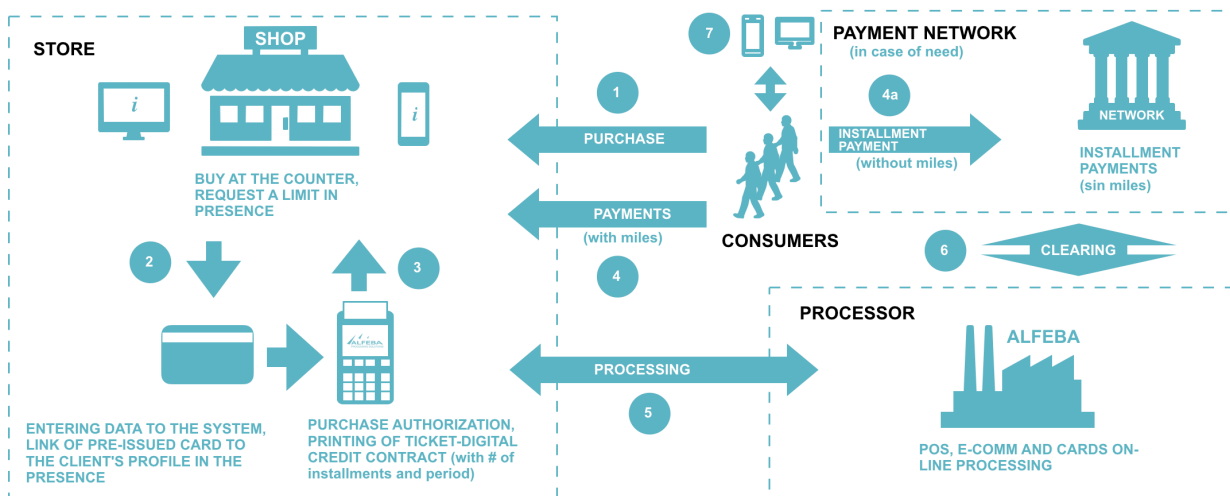 STORE
SHOP
i
i
BUY AT THE COUNTER,
REQUEST A LIMIT IN
PRESENCE
2
3
ALFEBA
ENTERING DATA TO THE SYSTEM,
LINK OF PRE-ISSUED CARD TO
THE CLIENT'S PROFILE IN THE
PRESENCE
PURCHASE AUTHORIZATION,
PRINTING OF TICKET-DIGITAL
CREDIT CONTRACT (with # of
installments and period)
1
PURCHASE
PAYMENTS
(with miles)
4
7
CONSUMERS
PAYMENT NETWORK
(in case of need)
4a
INSTALLMENT
PAYMENT
(without miles)
NETWORK
INSTALLMENT
PAYMENTS
(sin miles)
6
CLEARING
PROCESSING
5
PROCESSOR
ALFEBA
POS, E-COMM AND CARDS ON-
LINE PROCESSING